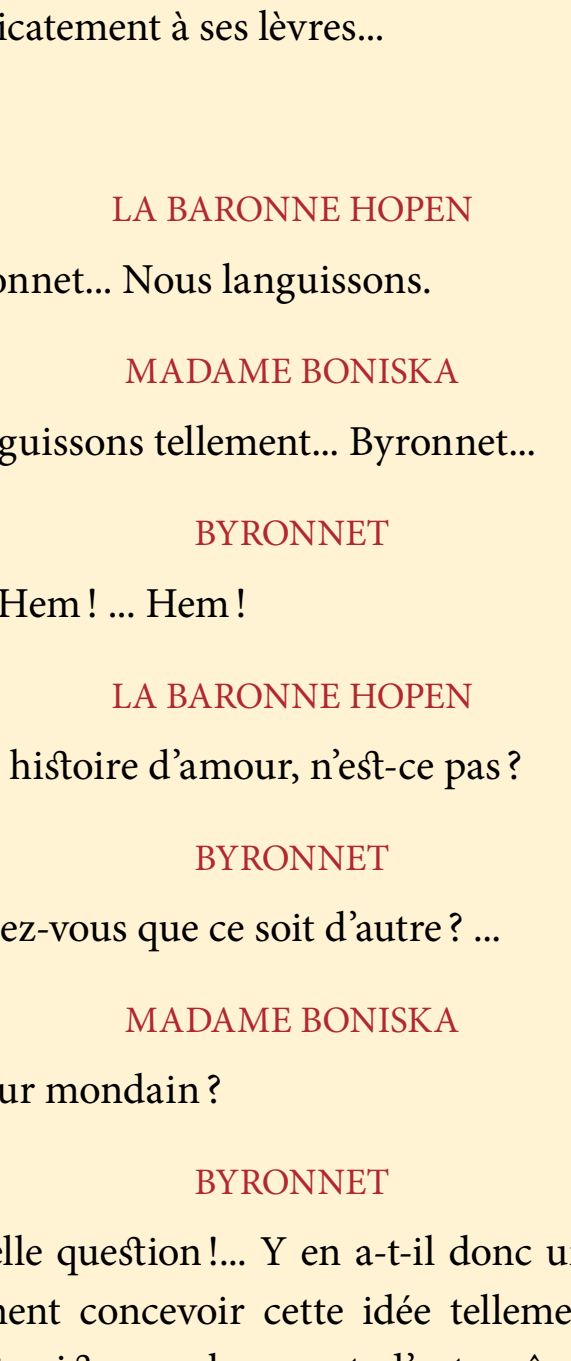 icatement à ses lèvres...
LA BARONNE HOPEN
onnet... Nous languissons.
MADAME BONISKA
guissons tellement... Byronnet...
BYRONNET
Hem ! ... Hem !
LA BARONNE HOPEN
histoire d’amour, n’est-ce pas ?
BYRONNET
ez-vous que ce soit d’autre ? ...
MADAME BONISKA
ur mondain ?
BYRONNET
elle question !... Y en a-t-il donc u
ment concevoir cette idée telleme